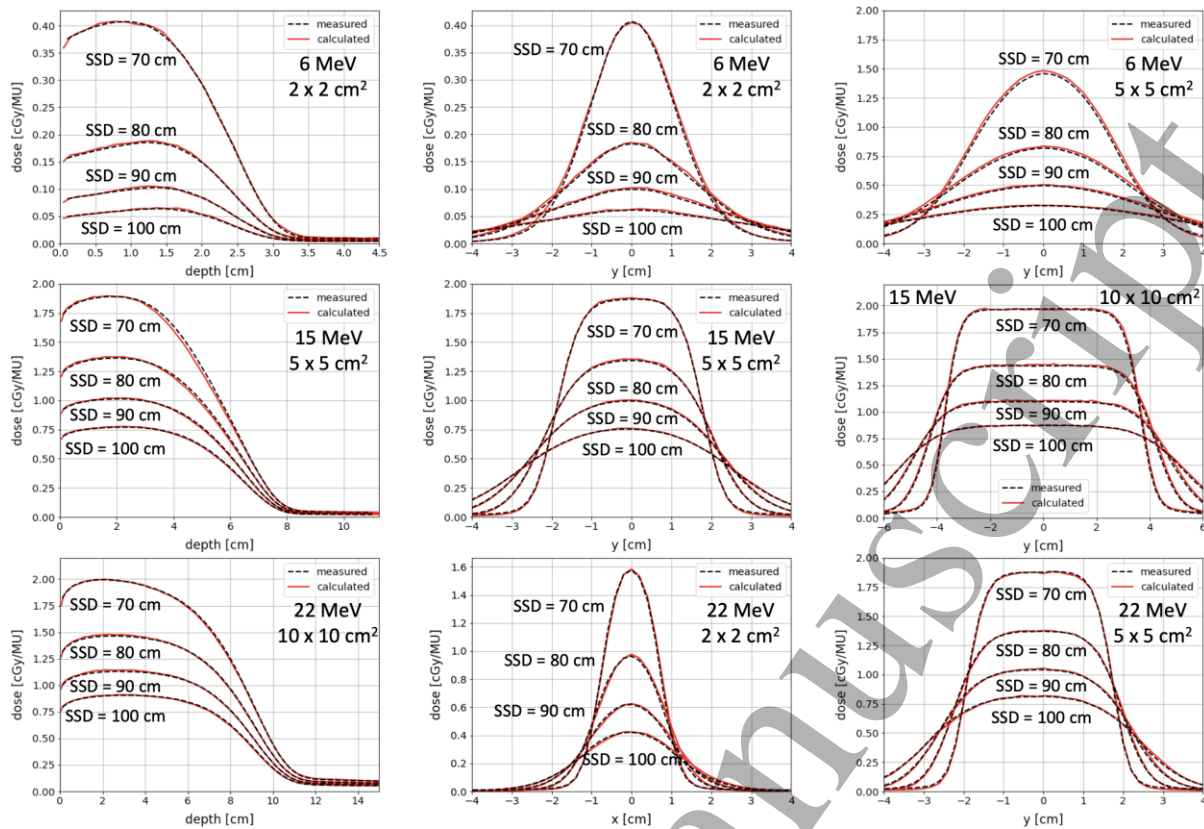 dose [cGy/MU]
0.40
0.35
0.30
0.25
0.20
0.15
0.10
0.05
0.00
measured
calculated
6 MeV
2 x 2 cm²
SSD = 70 cm
SSD = 80 cm
SSD = 90 cm
SSD = 100 cm
0.0 0.5 1.0 1.5 2.0 2.5 3.0 3.5 4.0 4.5
depth [cm]
dose [cGy/MU]
0.40
0.35
0.30
0.25
0.20
0.15
0.10
0.05
0.00
measured
calculated
SSD = 70 cm
6 MeV
2 x 2 cm²
SSD = 80 cm
SSD = 90 cm
SSD = 100 cm
−4 −3 −2 −1 0 1 2 3 4
y [cm]
dose [cGy/MU]
2.00
1.75
1.50
1.25
1.00
0.75
0.50
0.25
0.00
measured
calculated
SSD = 70 cm
6 MeV
5 x 5 cm²
SSD = 80 cm
SSD = 90 cm
SSD = 100 cm
−4 −3 −2 −1 0 1 2 3 4
y [cm]
dose [cGy/MU]
2.00
1.75
1.50
1.25
1.00
0.75
0.50
0.25
0.00
measured
calculated
SSD = 70 cm
15 MeV
5 x 5 cm²
SSD = 80 cm
SSD = 90 cm
SSD = 100 cm
0 2 4 6 8 10
depth [cm]
dose [cGy/MU]
2.00
1.75
1.50
1.25
1.00
0.75
0.50
0.25
0.00
measured
calculated
SSD = 70 cm
15 MeV
5 x 5 cm²
SSD = 80 cm
SSD = 90 cm
SSD = 100 cm
−4 −3 −2 −1 0 1 2 3 4
y [cm]
dose [cGy/MU]
2.00
1.75
1.50
1.25
1.00
0.75
0.50
0.25
0.00
15 MeV
10 x 10 cm²
SSD = 70 cm
SSD = 80 cm
SSD = 90 cm
SSD = 100 cm
measured
calculated
−6 −4 −2 0 2 4 6
y [cm]
dose [cGy/MU]
2.00
1.75
1.50
1.25
1.00
0.75
0.50
0.25
0.00
measured
calculated
SSD = 70 cm
22 MeV
10 x 10 cm²
SSD = 80 cm
SSD = 90 cm
SSD = 100 cm
0 2 4 6 8 10 12 14
depth [cm]
dose [cGy/MU]
1.6
1.4
1.2
1.0
0.8
0.6
0.4
0.2
0.0
measured
calculated
SSD = 70 cm
22 MeV
2 x 2 cm²
SSD = 80 cm
SSD = 90 cm
SSD = 100 cm
−4 −3 −2 −1 0 1 2 3 4
x [cm]
dose [cGy/MU]
2.00
1.75
1.50
1.25
1.00
0.75
0.50
0.25
0.00
measured
calculated
SSD = 70 cm
22 MeV
5 x 5 cm²
SSD = 80 cm
SSD = 90 cm
SSD = 100 cm
−4 −3 −2 −1 0 1 2 3 4
y [cm]
nuscript